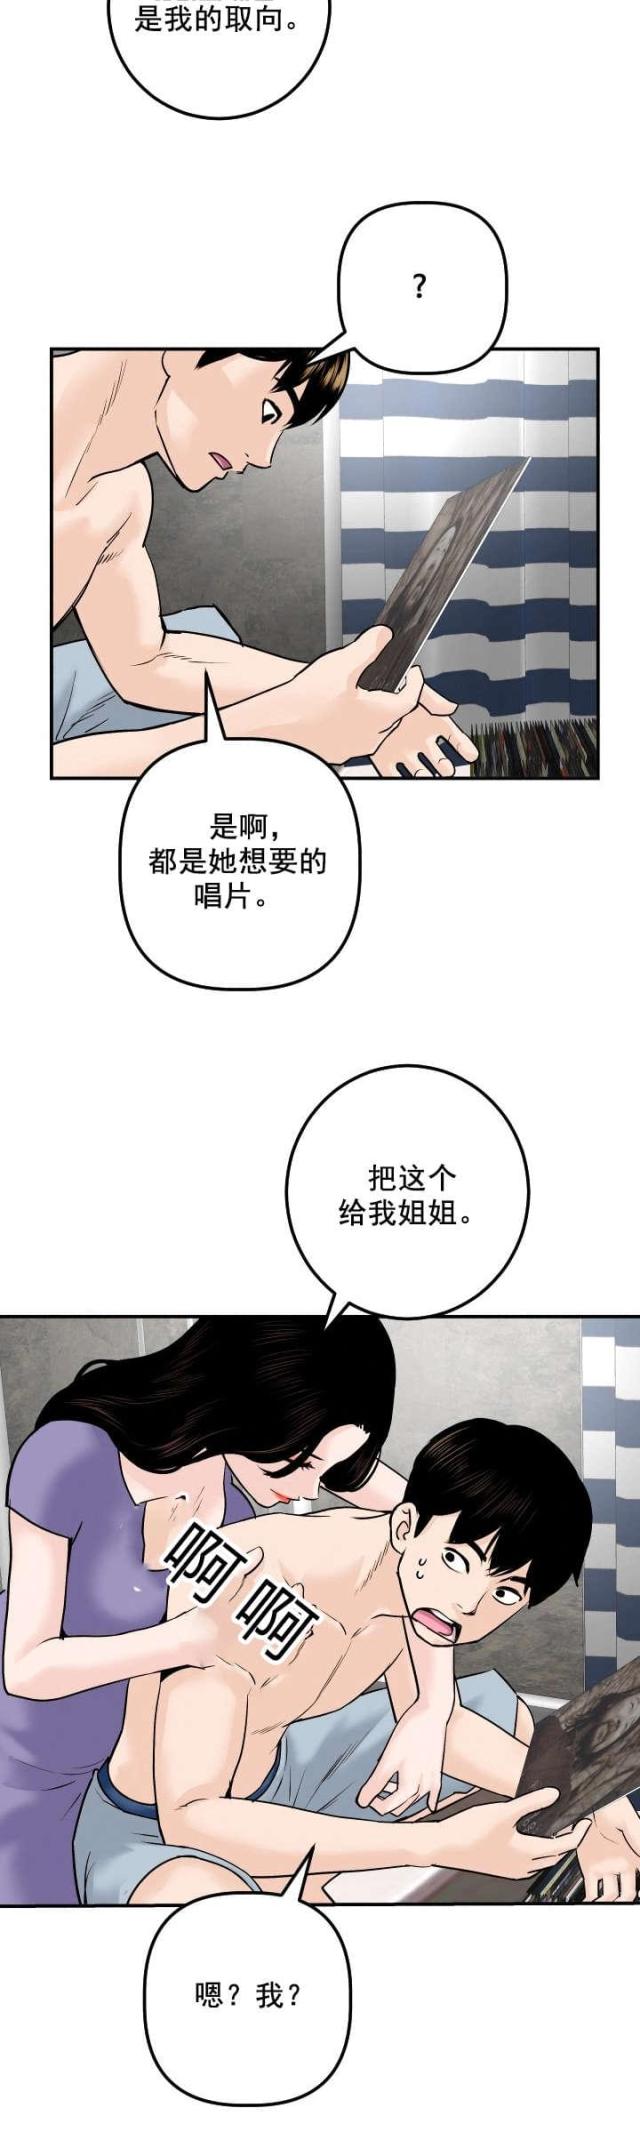 是我的取向。
?
是啊，
都是她想要的
唱片。
把这个
给我姐姐。
啊啊
嗯？我？